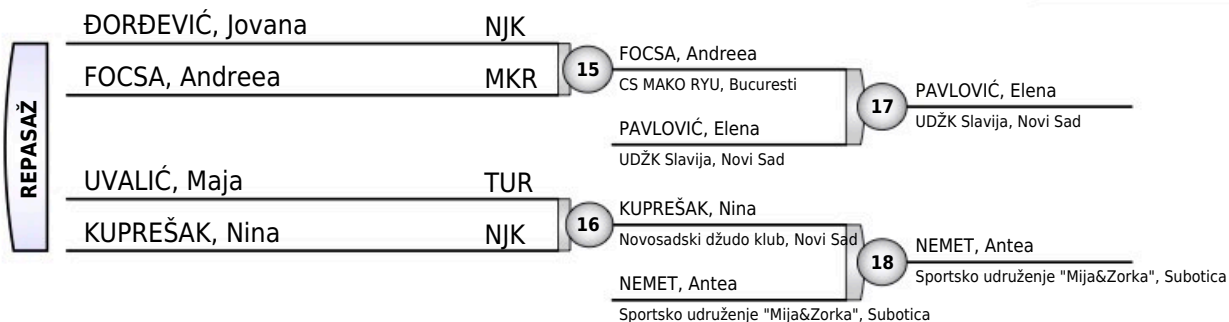 REPASAŽ
ĐORĐEVIĆ, Jovana NJK
FOCSA, Andreea MKR
15
FOCSA, Andreea
CS MAKO RYU, Bucuresti
PAVLOVIĆ, Elena
UDŽK Slavija, Novi Sad
17
PAVLOVIĆ, Elena
UDŽK Slavija, Novi Sad
UVALIĆ, Maja TUR
KUPREŠAK, Nina NJK
16
KUPREŠAK, Nina
Novosadski džudo klub, Novi Sad
NEMET, Antea
Sportsko udruženje "Mija&Zorka", Subotica
18
NEMET, Antea
Sportsko udruženje "Mija&Zorka", Subotica